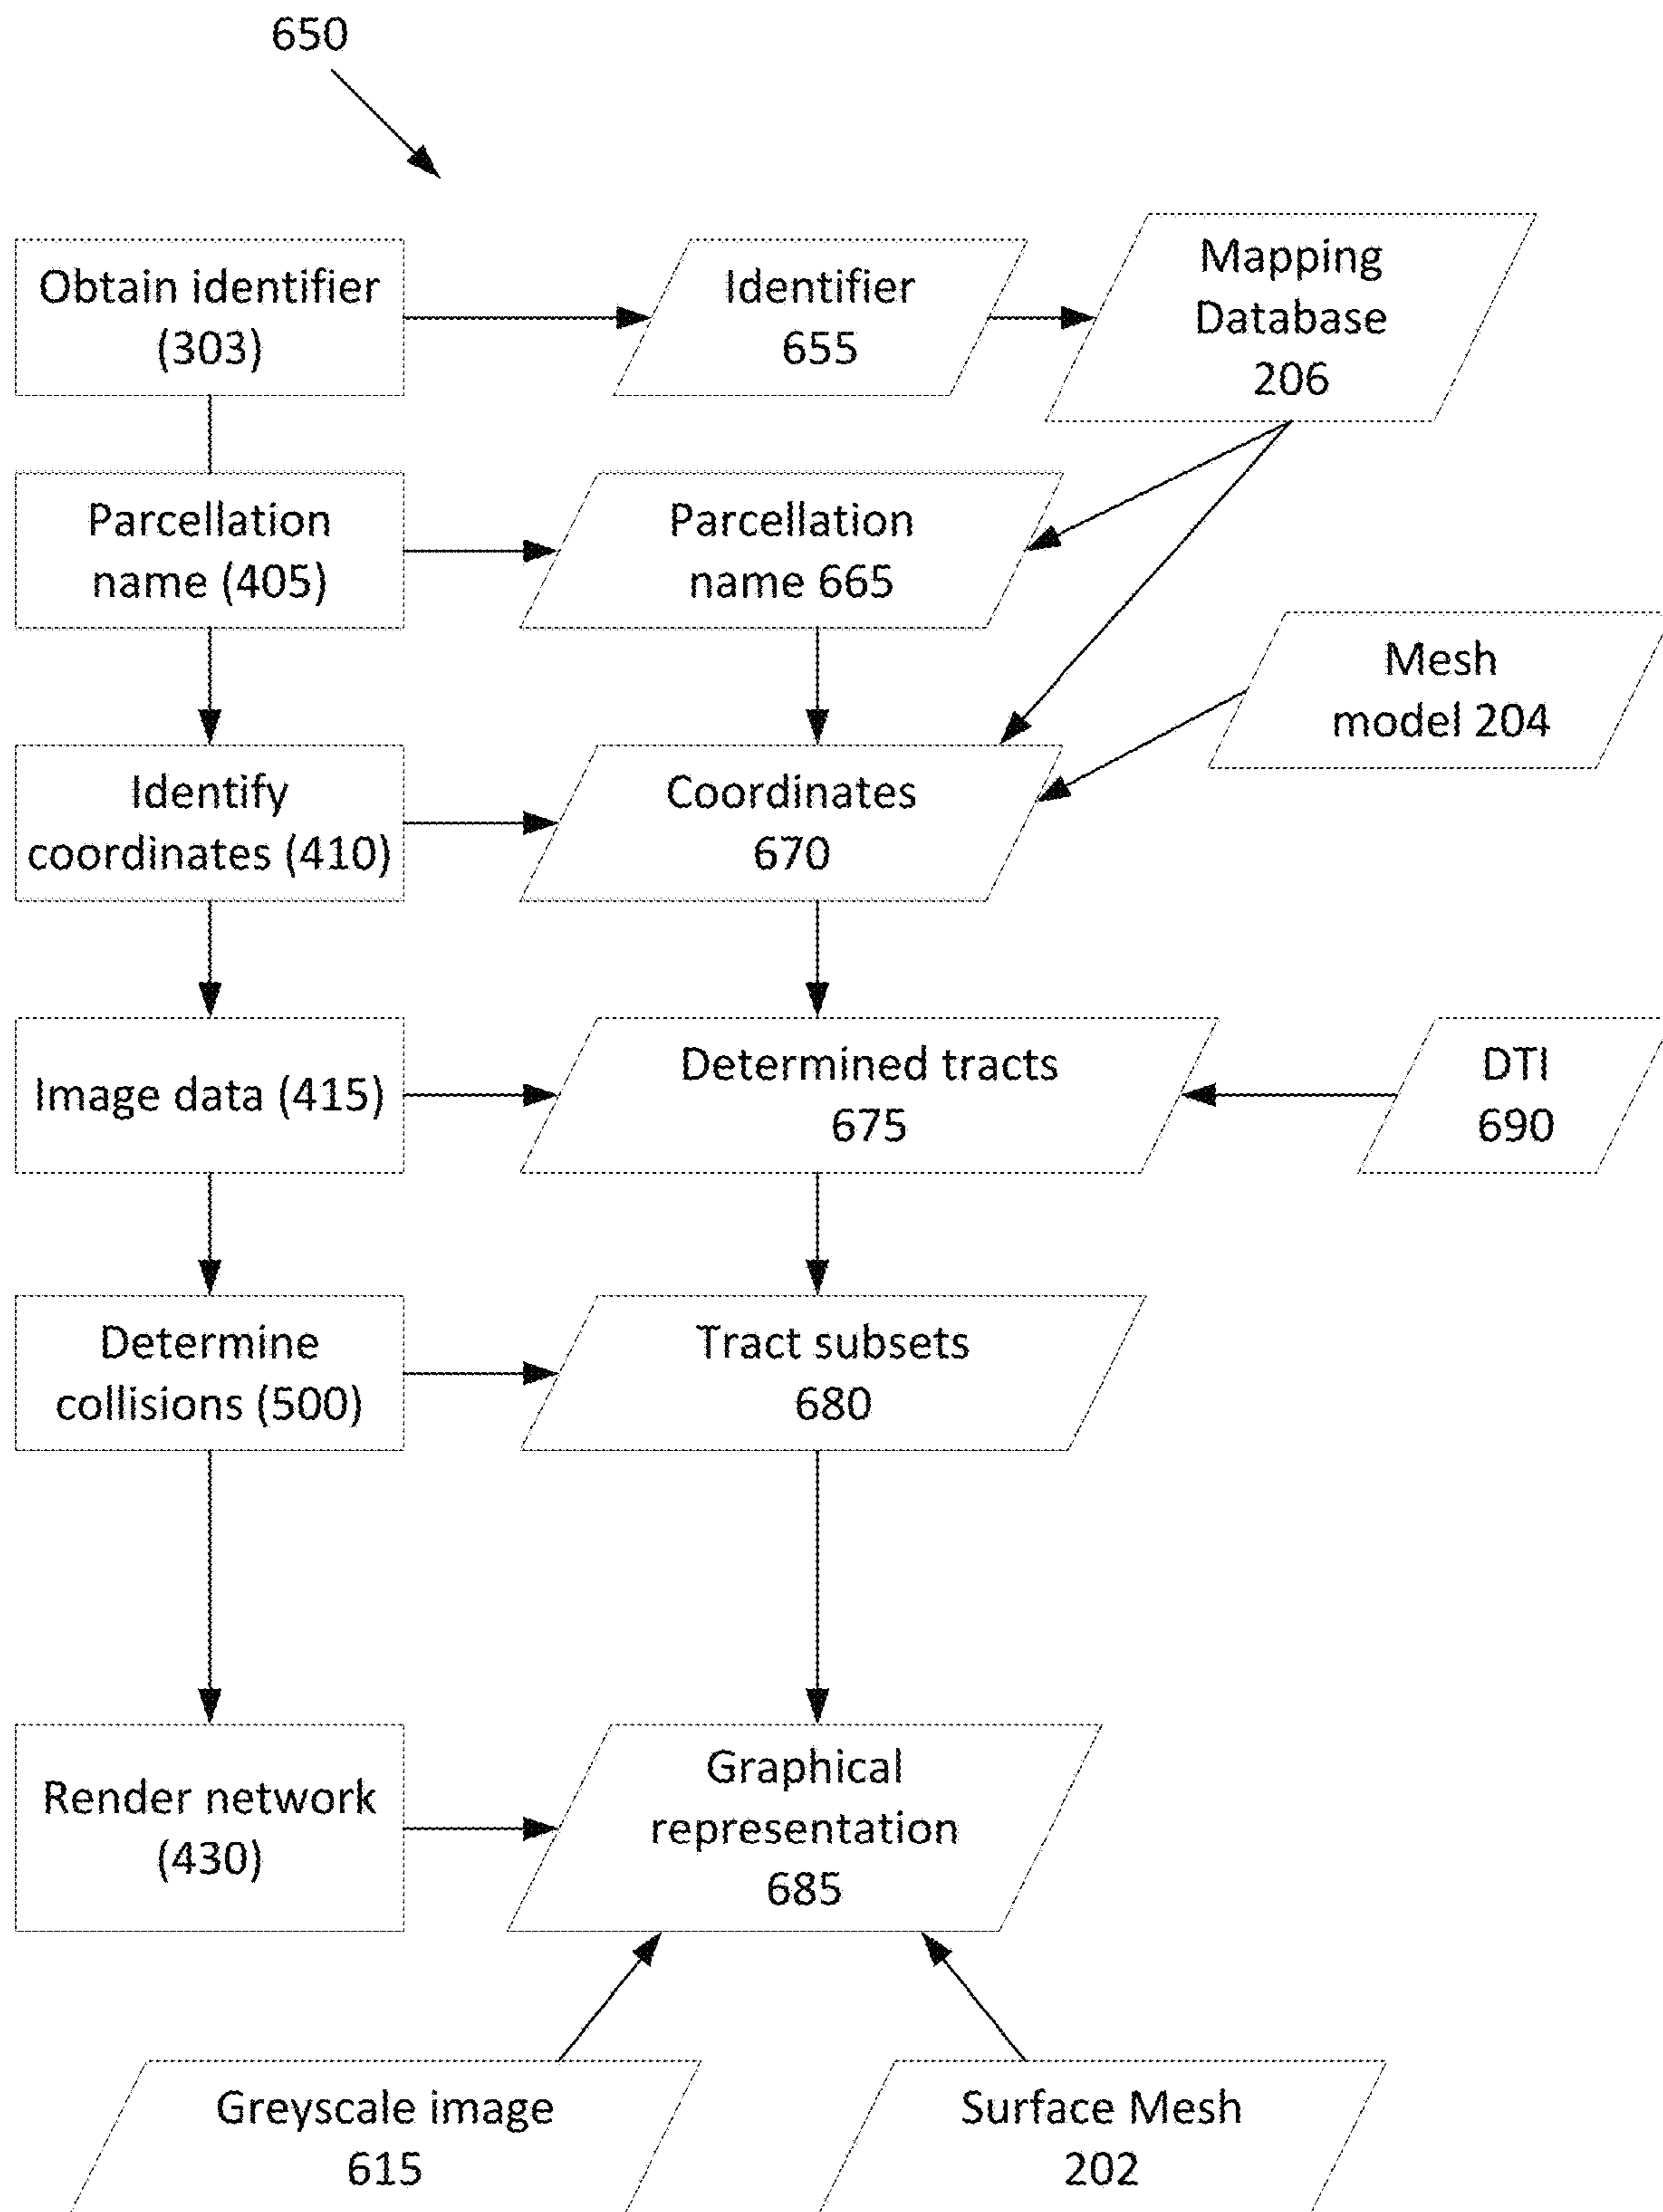 650
Obtain identifier
(303)
Identifier
655
Mapping
Database
206
Parcellation
name (405)
Parcellation
name 665
Mesh
model 204
Identify
coordinates (410)
Coordinates
670
Image data (415)
Determined tracts
675
DTI
690
Determine
collisions (500)
Tract subsets
680
Render network
(430)
Graphical
representation
685
Greyscale image
615
Surface Mesh
202